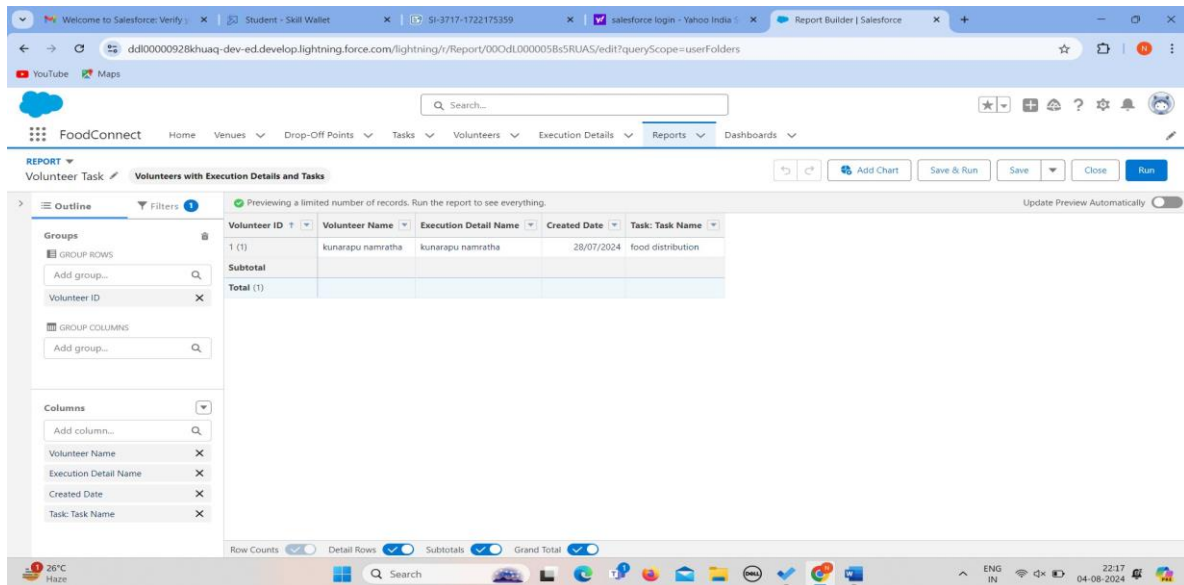 Welcome to Salesforce: Verify y
Student - Skill Wallet
SI-3717-1722175359
salesforce login - Yahoo India S
Report Builder | Salesforce
ddl00000928khuaq-dev-ed.develop.lightning.force.com/lightning/r/Report/00OdL000005Bs5RUAS/edit?queryScope=userFolders
N
YouTube Maps
Search...
FoodConnect Home Venues Drop-Off Points Tasks Volunteers Execution Details Reports Dashboards
REPORT
Volunteer Task Volunteers with Execution Details and Tasks
Add Chart Save & Run Save Close Run
Outline Filters 1
Previewing a limited number of records. Run the report to see everything.
Update Preview Automatically
Groups
GROUP ROWS
Add group...
Volunteer ID
GROUP COLUMNS
Add group...
Columns
Add column...
Volunteer Name
Execution Detail Name
Created Date
Task: Task Name
Volunteer ID Volunteer Name Execution Detail Name Created Date Task: Task Name
1 (1) kunarapu namratha kunarapu namratha 28/07/2024 food distribution
Subtotal
Total (1)
Row Counts Detail Rows Subtotals Grand Total
26°C
Haze
Search
DELL
ENG
IN
22:17
04-08-2024